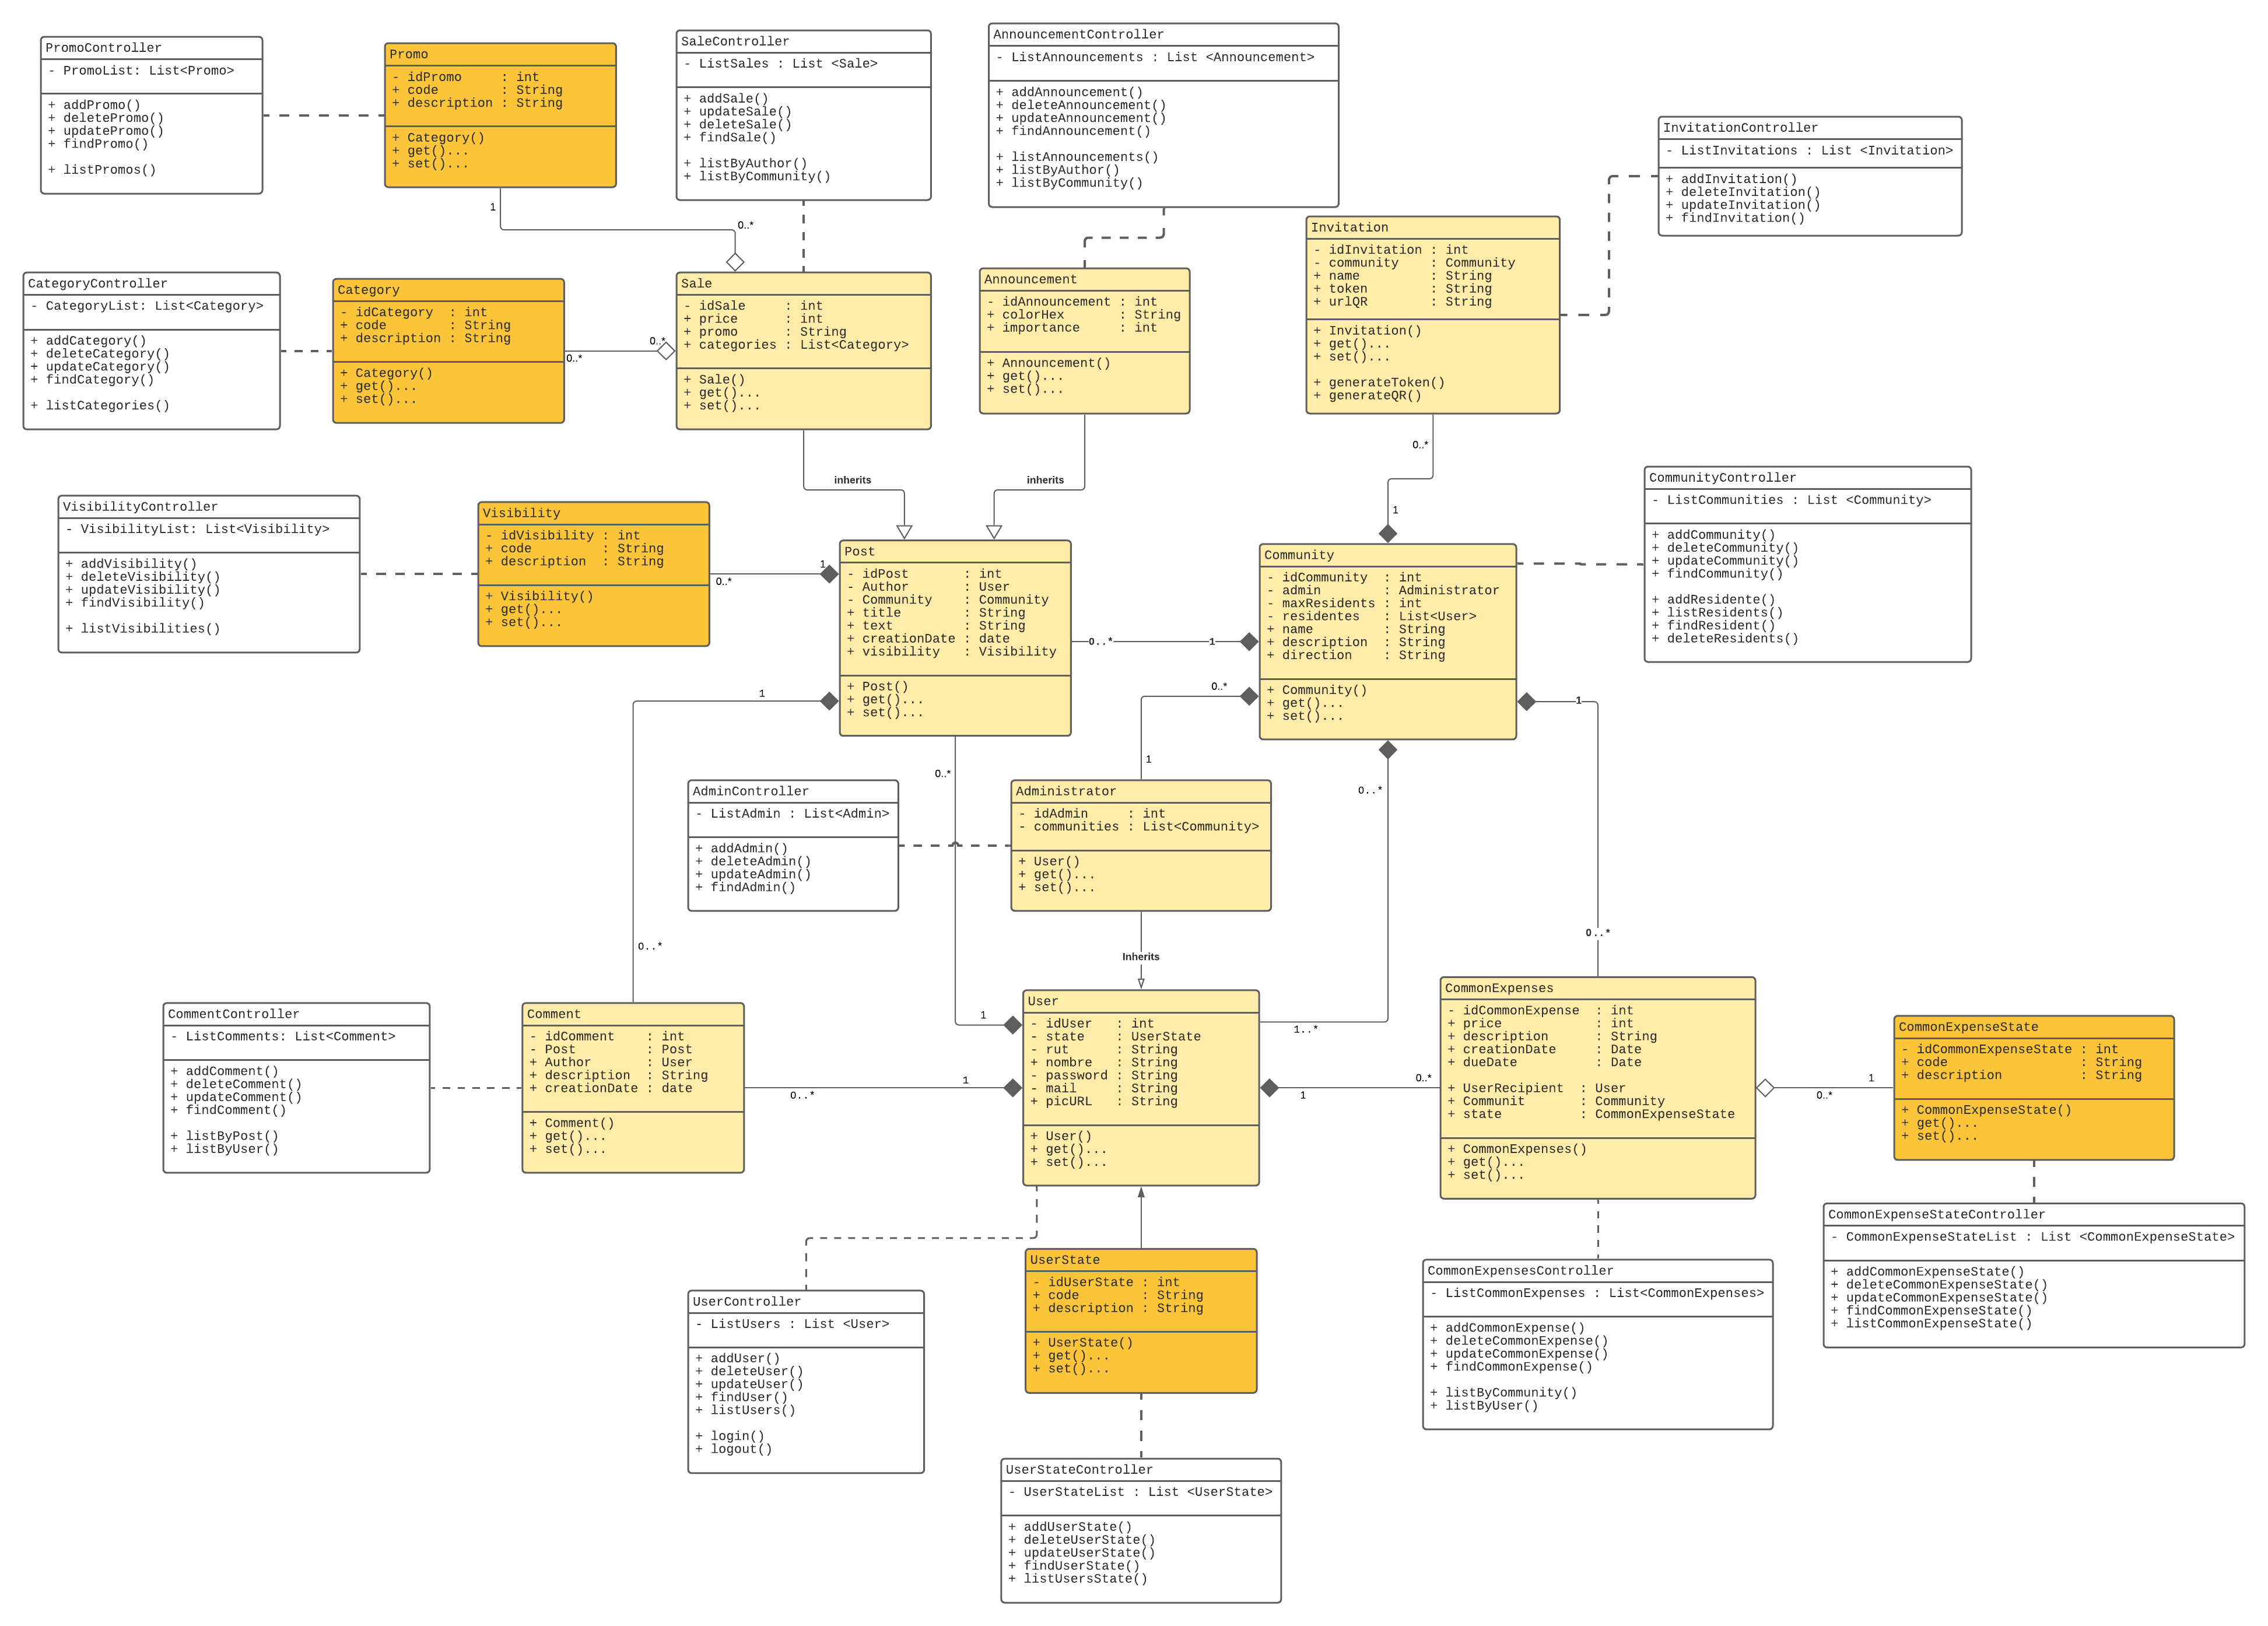 PromoController
- PromoList: List<Promo>
+ addPromo()
+ deletePromo()
+ updatePromo()
+ findPromo()
+ listPromos()
Promo
- idPromo : int
+ code : String
+ description : String
+ Category()
+ get()...
+ set()...
SaleController
- ListSales : List <Sale>
+ addSale()
+ updateSale()
+ deleteSale()
+ findSale()
+ listByAuthor()
+ listByCommunity()
AnnouncementController
- ListAnnouncements : List <Announcement>
+ addAnnouncement()
+ deleteAnnouncement()
+ updateAnnouncement()
+ findAnnouncement()
+ listAnnouncements()
+ listByAuthor()
+ listByCommunity()
InvitationController
- ListInvitations : List <Invitation>
+ addInvitation()
+ deleteInvitation()
+ updateInvitation()
+ findInvitation()
1
0..*
CategoryController
- CategoryList: List<Category>
+ addCategory()
+ deleteCategory()
+ updateCategory()
+ findCategory()
+ listCategories()
Category
- idCategory : int
+ code : String
+ description : String
+ Category()
+ get()...
+ set()...
0..*
0..*
Sale
- idSale : int
+ price : int
+ promo : String
+ categories : List<Category>
+ Sale()
+ get()...
+ set()...
Announcement
- idAnnouncement : int
+ colorHex : String
+ importance : int
+ Announcement()
+ get()...
+ set()...
Invitation
- idInvitation : int
- community : Community
+ name : String
+ token : String
+ urlQR : String
+ Invitation()
+ get()...
+ set()...
+ generateToken()
+ generateQR()
inherits
inherits
0..*
1
VisibilityController
- VisibilityList: List<Visibility>
+ addVisibility()
+ deleteVisibility()
+ updateVisibility()
+ findVisibility()
+ listVisibilities()
Visibility
- idVisibility : int
+ code : String
+ description : String
+ Visibility()
+ get()...
+ set()...
0..*
1
Post
- idPost : int
- Author : User
- Community : Community
+ title : String
+ text : String
+ creationDate : date
+ visibility : Visibility
+ Post()
+ get()...
+ set()...
0..*
1
Community
- idCommunity : int
- admin : Administrator
- maxResidents : int
- residentes : List<User>
+ name : String
+ description : String
+ direction : String
+ Community()
+ get()...
+ set()...
CommunityController
- ListCommunities : List <Community>
+ addCommunity()
+ deleteCommunity()
+ updateCommunity()
+ findCommunity()
+ addResidente()
+ listResidents()
+ findResident()
+ deleteResidents()
1
0..*
0..*
1
0..*
1
0..*
1
0..*
AdminController
- ListAdmin : List<Admin>
+ addAdmin()
+ deleteAdmin()
+ updateAdmin()
+ findAdmin()
Administrator
- idAdmin : int
- communities : List<Community>
+ User()
+ get()...
+ set()...
Inherits
CommentController
- ListComments: List<Comment>
+ addComment()
+ deleteComment()
+ updateComment()
+ findComment()
+ listByPost()
+ listByUser()
Comment
- idComment : int
- Post : Post
+ Author : User
+ description : String
+ creationDate : date
+ Comment()
+ get()...
+ set()...
0..*
1
1
User
- idUser : int
- state : UserState
- rut : String
+ nombre : String
- password : String
- mail : String
+ picURL : String
+ User()
+ get()...
+ set()...
1..*
1
0..*
CommonExpenses
- idCommonExpense : int
+ price : int
+ description : String
+ creationDate : Date
+ dueDate : Date
+ UserRecipient : User
+ Communit : Community
+ state : CommonExpenseState
+ CommonExpenses()
+ get()...
+ set()...
0..*
1
CommonExpenseState
- idCommonExpenseState : int
+ code : String
+ description : String
+ CommonExpenseState()
+ get()...
+ set()...
CommonExpenseStateController
- CommonExpenseStateList : List <CommonExpenseState>
+ addCommonExpenseState()
+ deleteCommonExpenseState()
+ updateCommonExpenseState()
+ findCommonExpenseState()
+ listCommonExpenseState()
UserController
- ListUsers : List <User>
+ addUser()
+ deleteUser()
+ updateUser()
+ findUser()
+ listUsers()
+ login()
+ logout()
UserState
- idUserState : int
+ code : String
+ description : String
+ UserState()
+ get()...
+ set()...
CommonExpensesController
- ListCommonExpenses : List<CommonExpenses>
+ addCommonExpense()
+ deleteCommonExpense()
+ updateCommonExpense()
+ findCommonExpense()
+ listByCommunity()
+ listByUser()
UserStateController
- UserStateList : List <UserState>
+ addUserState()
+ deleteUserState()
+ updateUserState()
+ findUserState()
+ listUsersState()